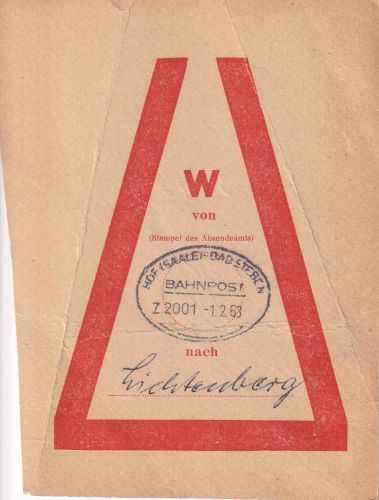 W
von
(Stempel des Absendeamts)
HOF (SAALE)-BAD STEBEN
BAHNPOST
Z 2001 -1.2.63
nach
Lichtenberg